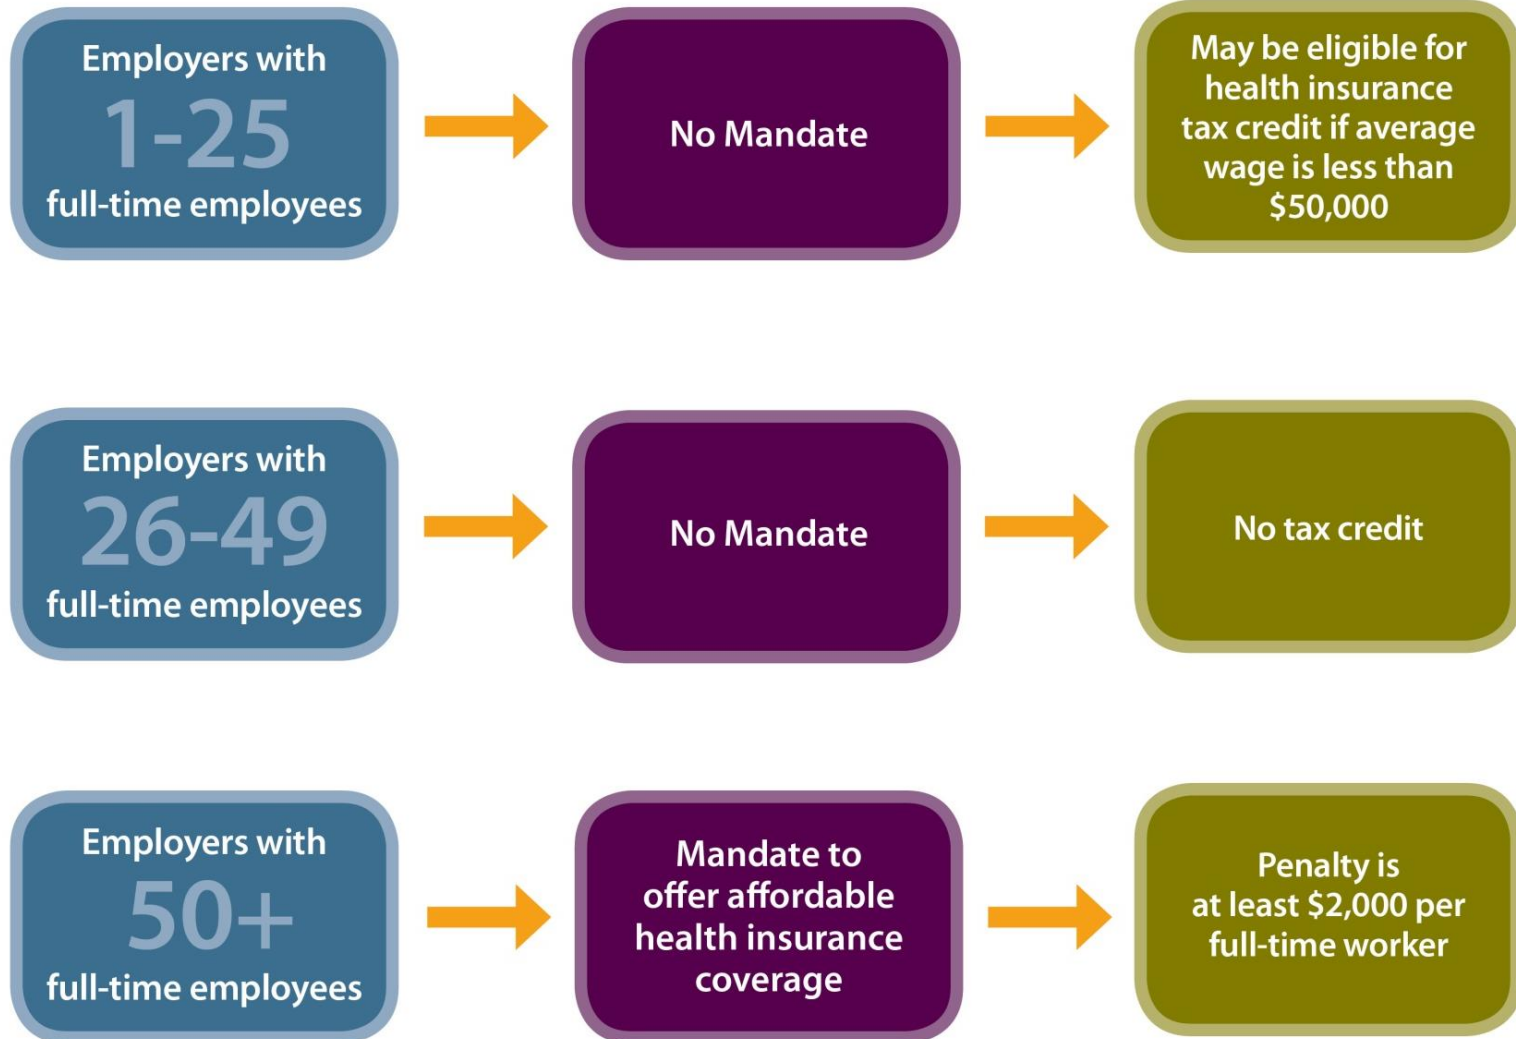 Employers with
1-25
full-time employees
No Mandate
May be eligible for
health insurance
tax credit if average
wage is less than
$50,000
Employers with
26-49
full-time employees
No Mandate
No tax credit
Employers with
50+
full-time employees
Mandate to
offer affordable
health insurance
coverage
Penalty is
at least $2,000 per
full-time worker